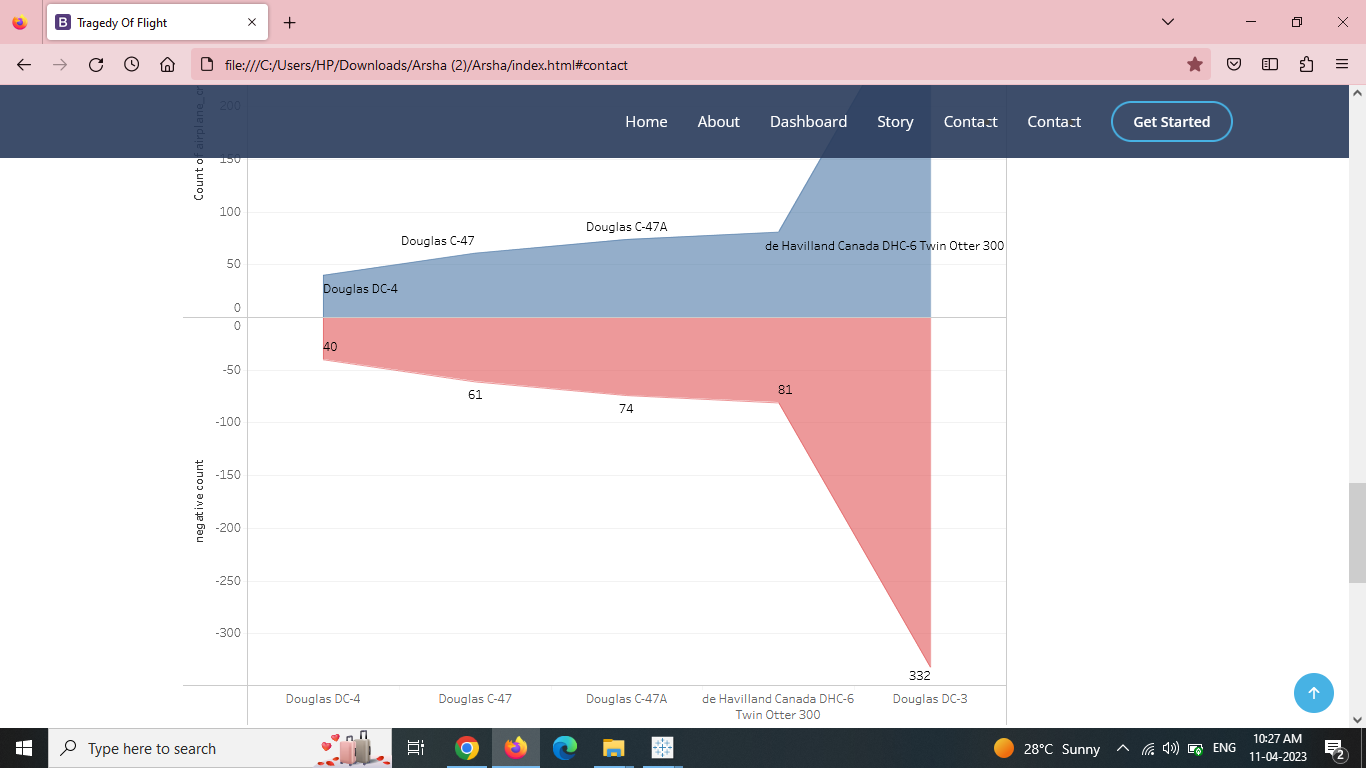 Tragedy Of Flight
file:///C:/Users/HP/Downloads/Arsha (2)/Arsha/index.html#contact
Home About Dashboard Story Contact Contact Get Started
Count of airplane_cr
200
150
100
50
0
Douglas C-47A
Douglas C-47
de Havilland Canada DHC-6 Twin Otter 300
Douglas DC-4
negative count
0
-50
-100
-150
-200
-250
-300
40
61
74
81
332
Douglas DC-4 Douglas C-47 Douglas C-47A de Havilland Canada DHC-6 Douglas DC-3
Twin Otter 300
Type here to search
28°C Sunny
ENG
10:27 AM
11-04-2023
2